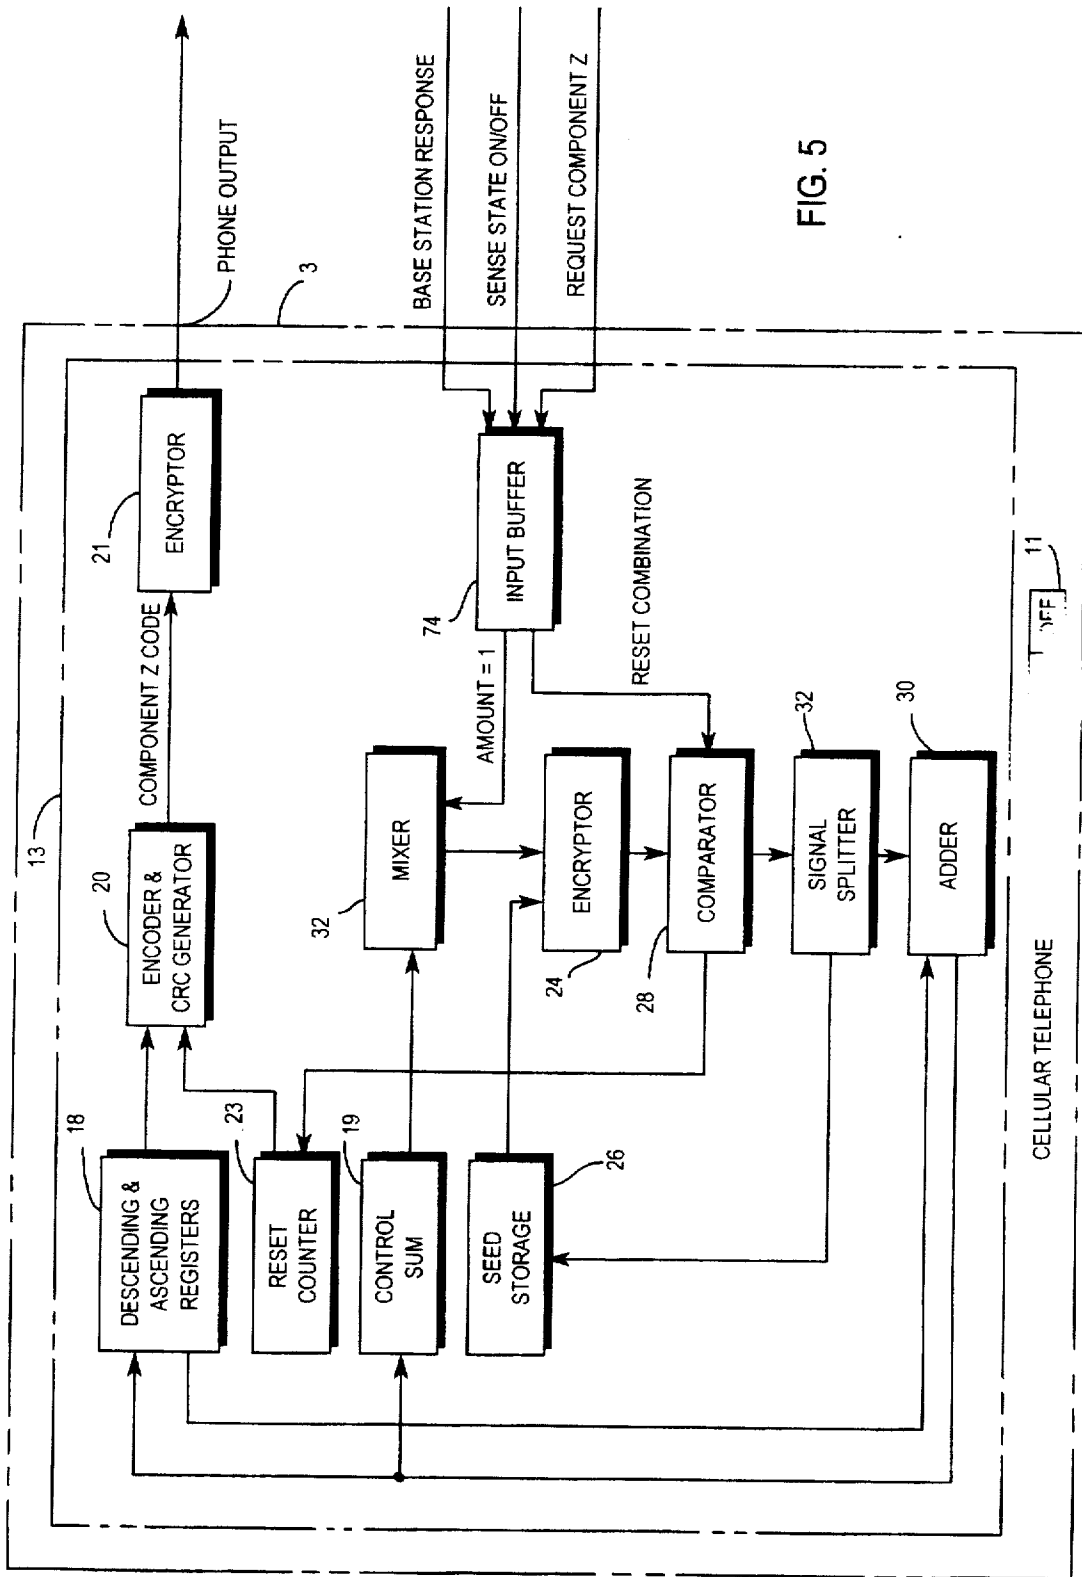 PHONE OUTPUT
3
BASE STATION RESPONSE
SENSE STATE ON/OFF
REQUEST COMPONENT Z
FIG. 5
13
21
ENCRYPTOR
COMPONENT Z CODE
20
ENCODER &
CRC GENERATOR
18
DESCENDING &
ASCENDING
REGISTERS
23
RESET
COUNTER
19
CONTROL
SUM
26
SEED
STORAGE
74
INPUT BUFFER
AMOUNT = 1
RESET COMBINATION
32
MIXER
24
ENCRYPTOR
28
COMPARATOR
32
SIGNAL
SPLITTER
30
ADDER
11
CELLULAR TELEPHONE